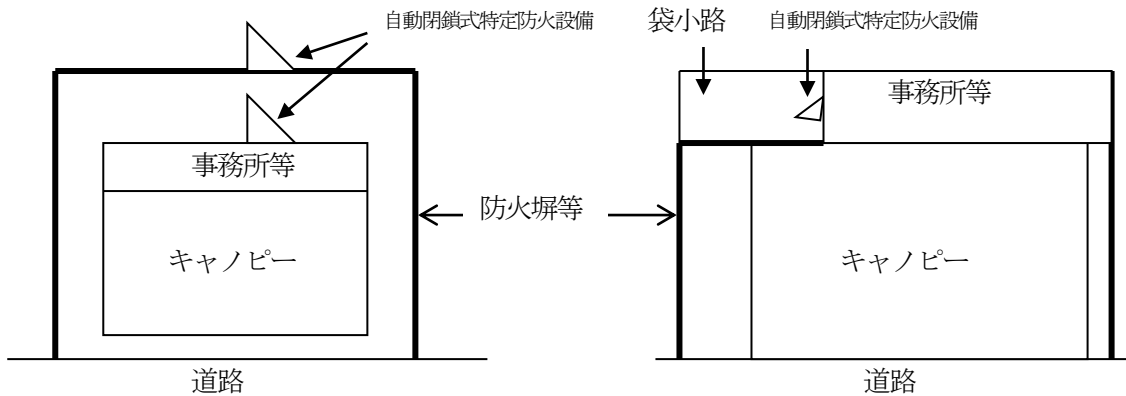 自動閉鎖式特定防火設備
袋小路
自動閉鎖式特定防火設備
事務所等
事務所等
防火塀等
キャノピー
キャノピー
道路
道路